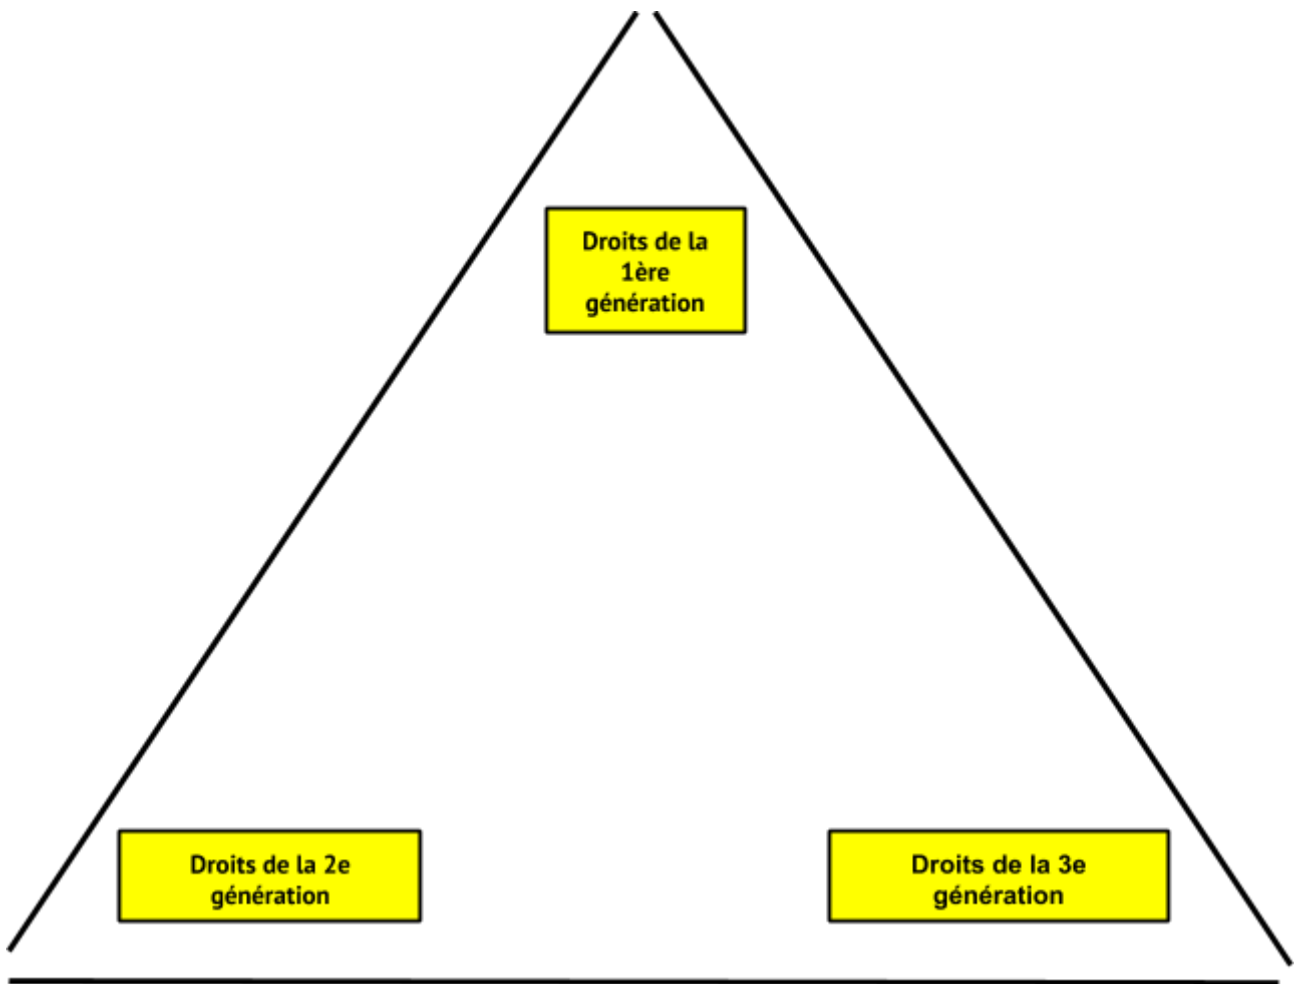 Droits de la
1ère
génération
Droits de la 2e
génération
Droits de la 3e
génération